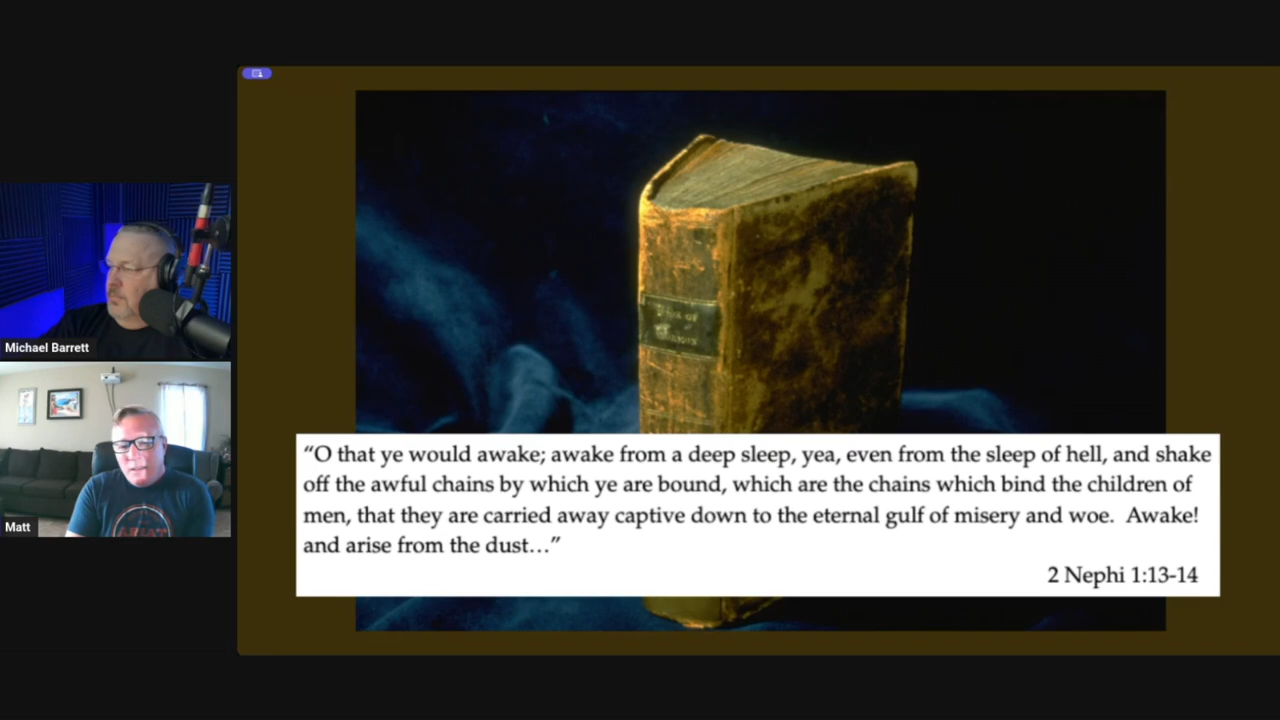 Michael Barrett
Matt
Book of
Mormon
“O that ye would awake; awake from a deep sleep, yea, even from the sleep of hell, and shake
off the awful chains by which ye are bound, which are the chains which bind the children of
men, that they are carried away captive down to the eternal gulf of misery and woe.  Awake!
and arise from the dust…”
2 Nephi 1:13-14